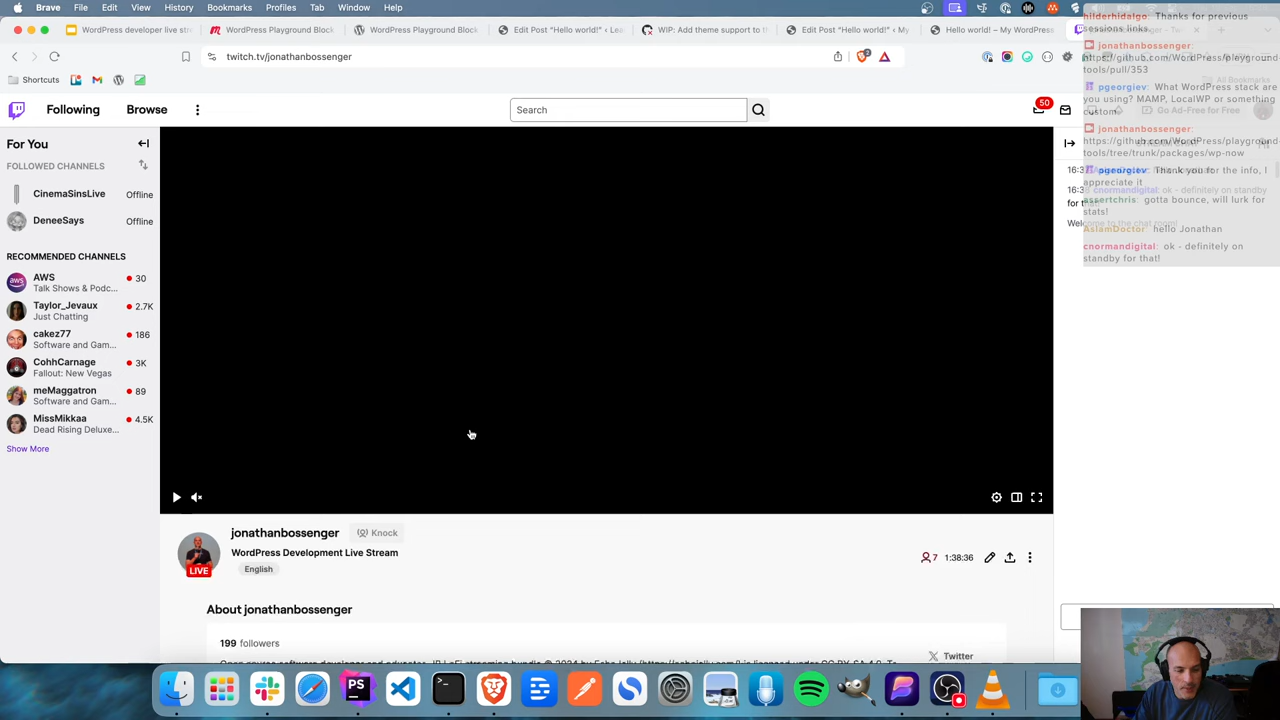 Brave File Edit View History Bookmarks Profiles Tab Window Help
WordPress developer live stre
WordPress Playground Block
WordPress Playground Block
Edit Post “Hello world!” ‹ Lea
WIP: Add theme support to th
Edit Post “Hello world!” ‹ My
Hello world! – My WordPress
twitch.tv/jonathanbossenger
2
Shortcuts
All Bookmarks
Following
Browse
Search
50
Go Ad-Free for Free
For You
FOLLOWED CHANNELS
CinemaSinsLive Offline
DeneeSays Offline
RECOMMENDED CHANNELS
AWS 30
Talk Shows & Podc...
Taylor_Jevaux 2.7K
Just Chatting
cakez77 186
Software and Gam...
CohhCarnage 3K
Fallout: New Vegas
meMaggatron 89
Software and Gam...
MissMikkaa 4.5K
Dead Rising Deluxe...
Show More
hilderhidalgo: Thanks for previous
sessions links
jonathanbossenger:
https://github.com/WordPress/playground-
tools/pull/353
pgeorgiev: What WordPress stack are
you using? MAMP, LocalWP or something
custom
jonathanbossenger:
https://github.com/WordPress/playground-
tools/tree/trunk/packages/wp-now
pgeorgiev: Thank you for the info, I
appreciate it
assertchris: gotta bounce, will lurk for
stats!
AslamDoctor: hello Jonathan
cnormandigital: ok - definitely on
standby for that!
cnormandigital: ok - definitely on standby
for that!
Welcome to the chat room!
jonathanbossenger
Knock
LIVE
WordPress Development Live Stream
English
7 1:38:36
About jonathanbossenger
199 followers
Twitter